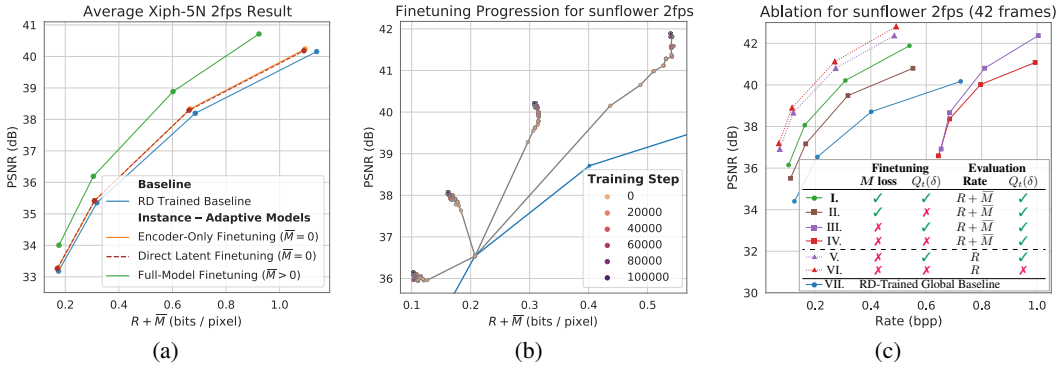 Average Xiph-5N 2fps Result
41
40
39
38
37
36
35
34
33
PSNR (dB)
0.2
0.4
0.6
0.8
1.0
R + M̅ (bits / pixel)
Baseline
RD Trained Baseline
Instance − Adaptive Models
Encoder-Only Finetuning (M̅ = 0)
Direct Latent Finetuning (M̅ = 0)
Full-Model Finetuning (M̅ > 0)
(a)
Finetuning Progression for sunflower 2fps
42
41
40
39
38
37
36
PSNR (dB)
0.1
0.2
0.3
0.4
0.5
R + M̅ (bits / pixel)
Training Step
0
20000
40000
60000
80000
100000
(b)
Ablation for sunflower 2fps (42 frames)
42
40
38
36
34
32
30
PSNR (dB)
0.0
0.2
0.4
0.6
0.8
1.0
Rate (bpp)
Finetuning Evaluation
M loss Qt(δ) Rate Qt(δ)
I. ✓ ✓ R + M̅ ✓
II. ✓ ✗ R + M̅ ✓
III. ✗ ✓ R + M̅ ✓
IV. ✗ ✗ R + M̅ ✓
V. ✗ ✓ R ✓
VI. ✗ ✗ R ✗
VII. RD-Trained Global Baseline
(c)